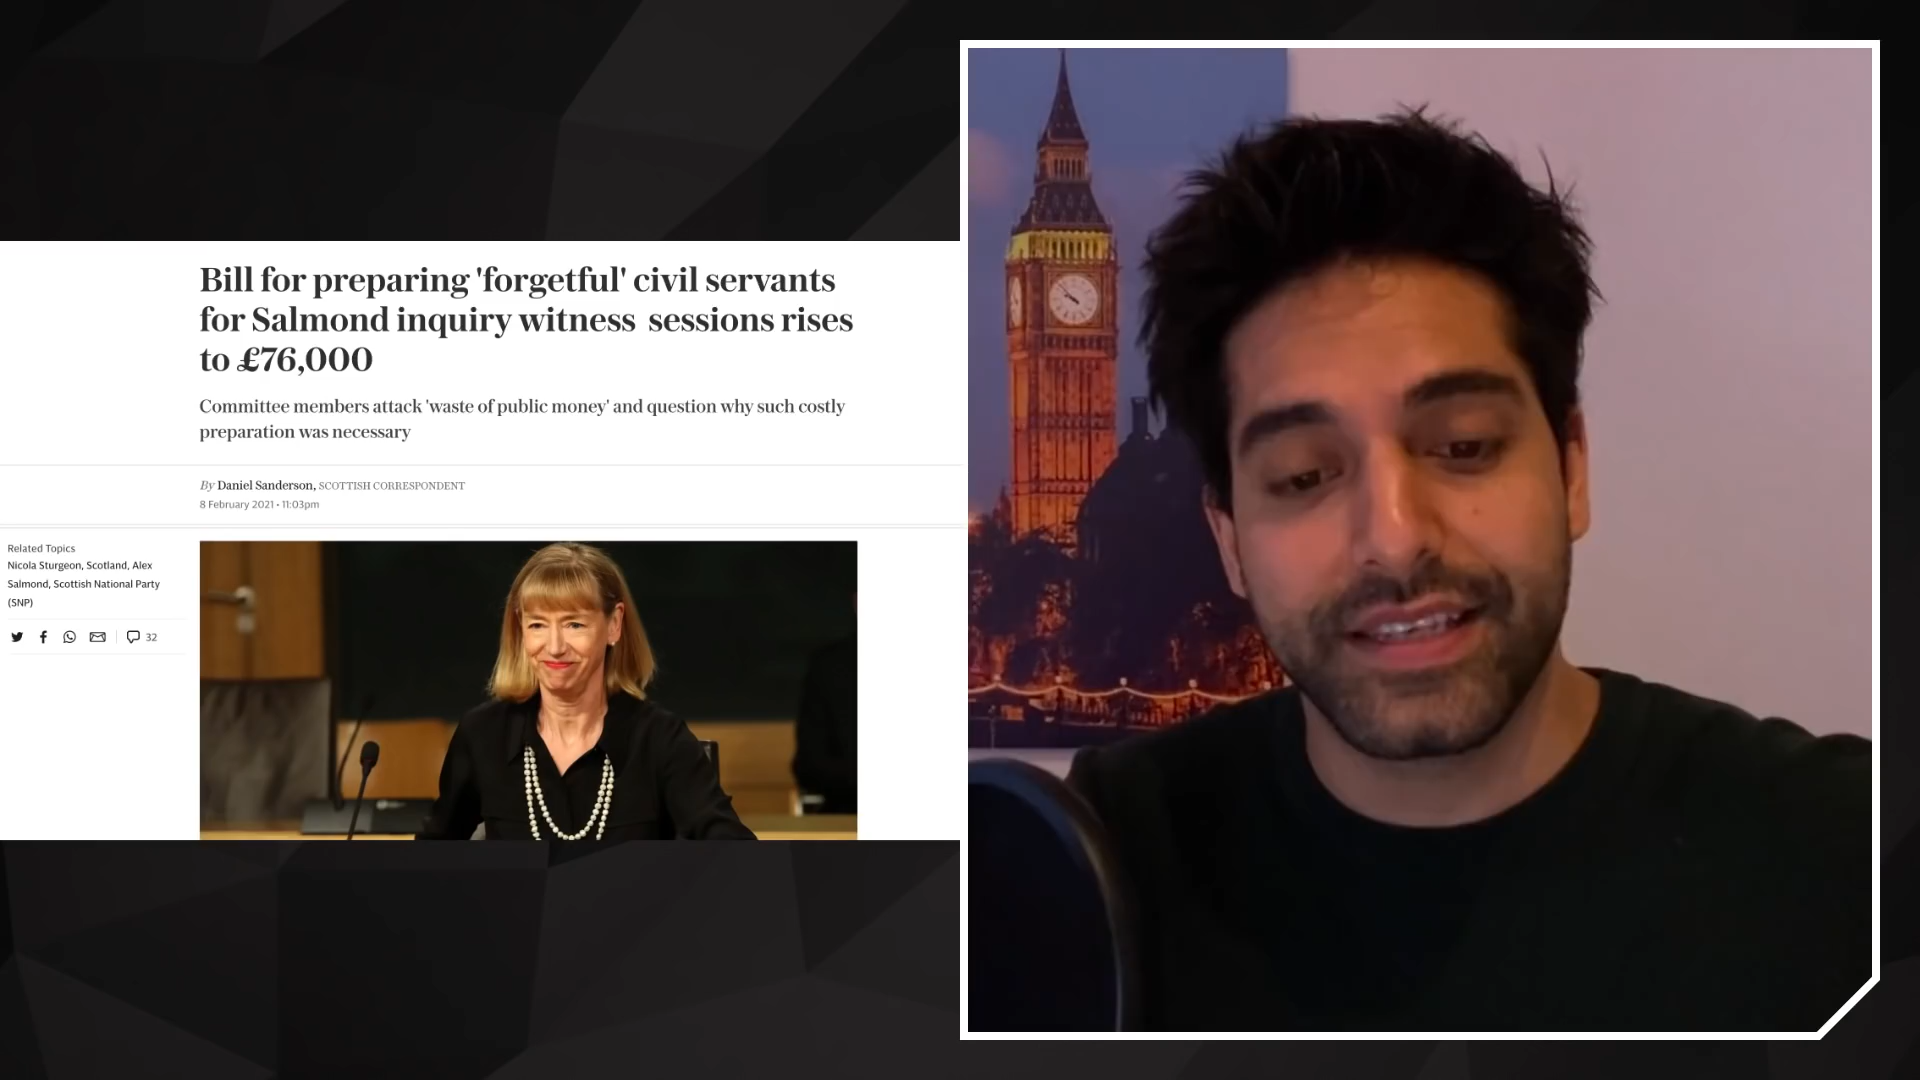 Bill for preparing 'forgetful' civil servants
for Salmond inquiry witness sessions rises
to £76,000
Committee members attack 'waste of public money' and question why such costly
preparation was necessary
By Daniel Sanderson, SCOTTISH CORRESPONDENT
8 February 2021 • 11:03pm
Related Topics
Nicola Sturgeon, Scotland, Alex
Salmond, Scottish National Party
(SNP)
32